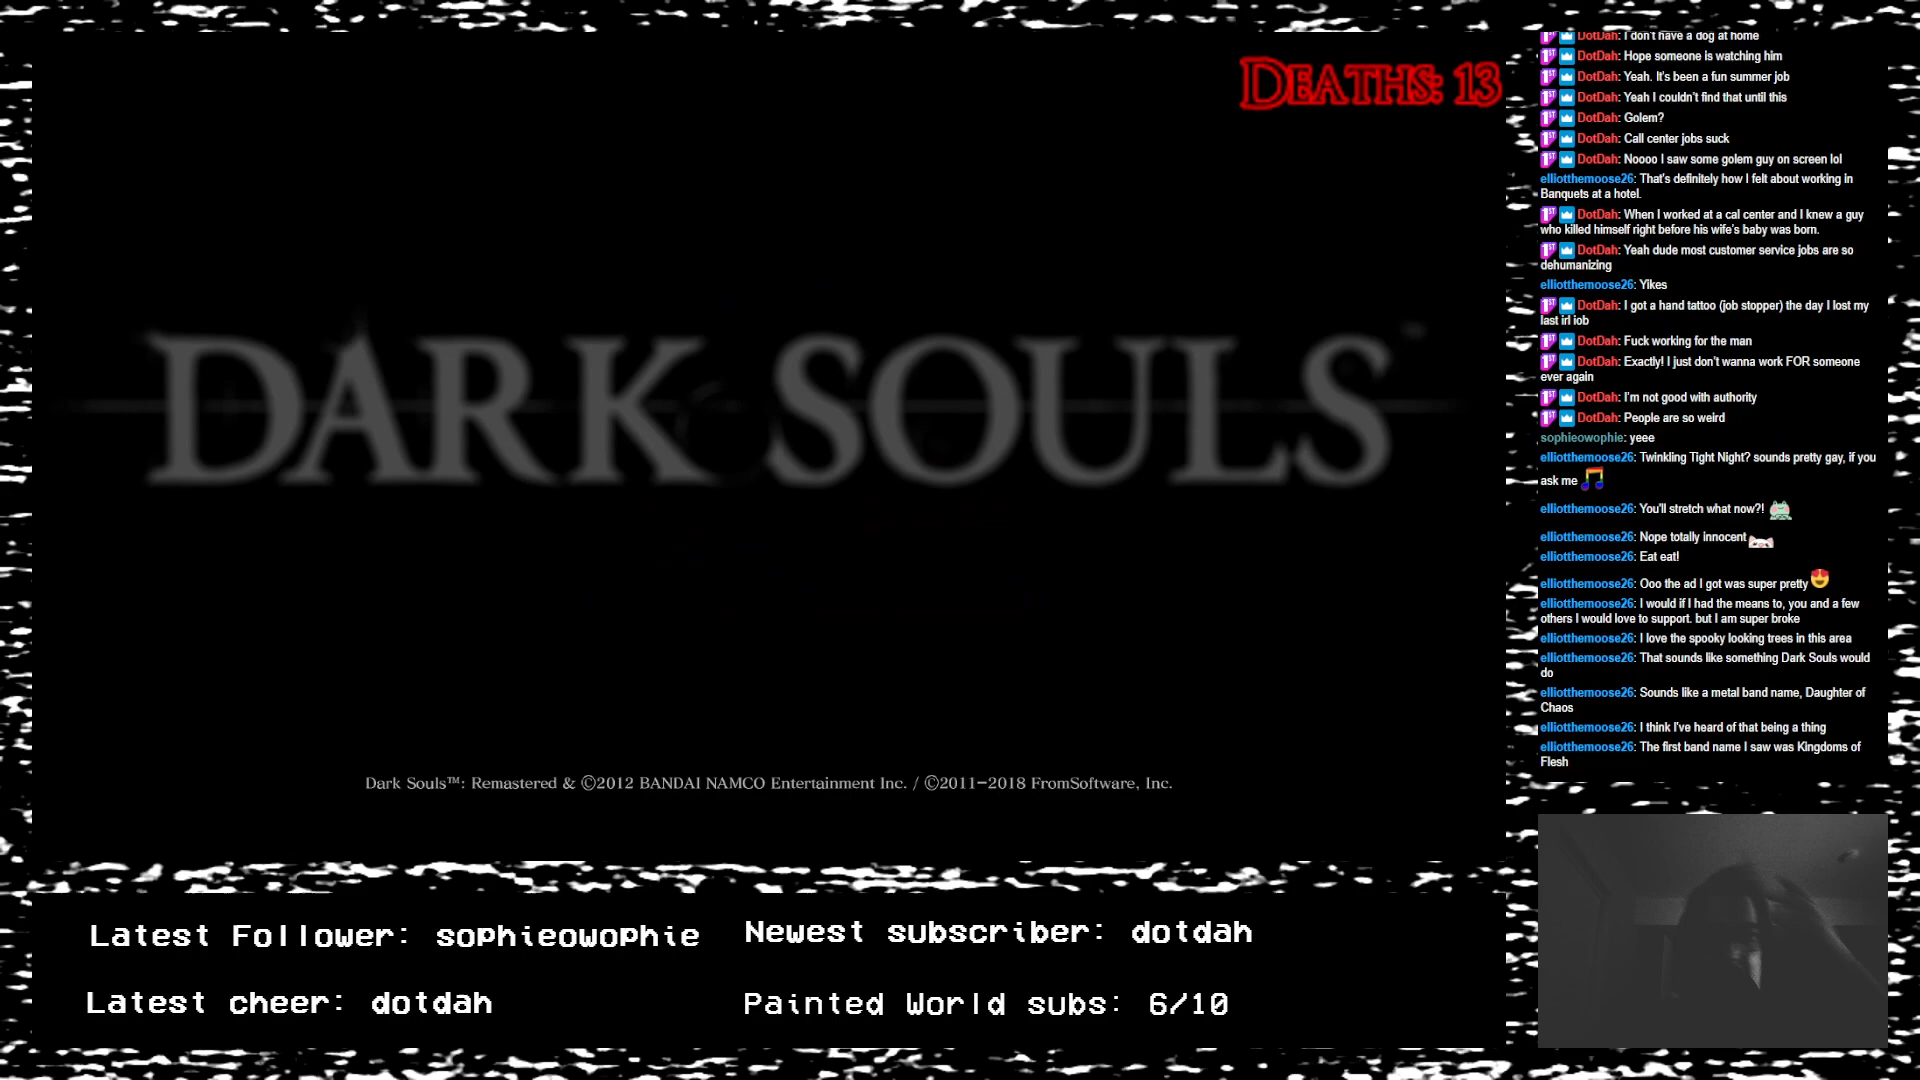 DEATHS: 13
DARK SOULS™
Dark Souls™: Remastered & ©2012 BANDAI NAMCO Entertainment Inc. / ©2011-2018 FromSoftware, Inc.
DotDah: I don't have a dog at home
DotDah: Hope someone is watching him
DotDah: Yeah. It's been a fun summer job
DotDah: Yeah I couldn't find that until this
DotDah: Golem?
DotDah: Call center jobs suck
DotDah: Noooo I saw some golem guy on screen lol
elliotthemoose26: That's definitely how I felt about working in
Banquets at a hotel.
DotDah: When I worked at a cal center and I knew a guy
who killed himself right before his wife's baby was born.
DotDah: Yeah dude most customer service jobs are so
dehumanizing
elliotthemoose26: Yikes
DotDah: I got a hand tattoo (job stopper) the day I lost my
last irl job
DotDah: Fuck working for the man
DotDah: Exactly! I just don't wanna work FOR someone
ever again
DotDah: I'm not good with authority
DotDah: People are so weird
sophieowophie: yeee
elliotthemoose26: Twinkling Tight Night? sounds pretty gay, if you
ask me
elliotthemoose26: You'll stretch what now?!
elliotthemoose26: Nope totally innocent
elliotthemoose26: Eat eat!
elliotthemoose26: Ooo the ad I got was super pretty
elliotthemoose26: I would if I had the means to, you and a few
others I would love to support. but I am super broke
elliotthemoose26: I love the spooky looking trees in this area
elliotthemoose26: That sounds like something Dark Souls would
do
elliotthemoose26: Sounds like a metal band name, Daughter of
Chaos
elliotthemoose26: I think I've heard of that being a thing
elliotthemoose26: The first band name I saw was Kingdoms of
Flesh
Latest Follower: sophieowophie
Newest subscriber: dotdah
Latest cheer: dotdah
Painted World subs: 6/10